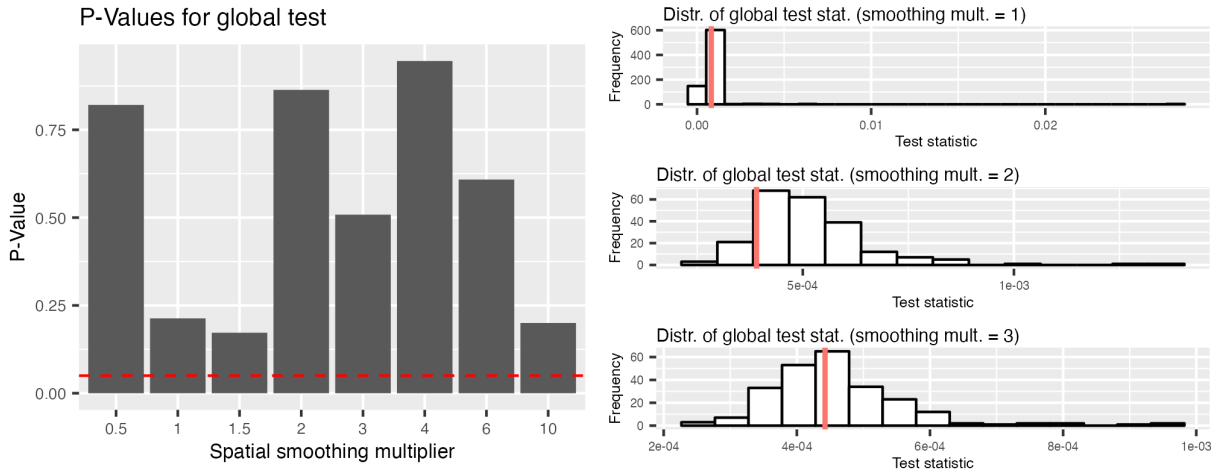 P-Values for global test
P-Value
0.75
0.50
0.25
0.00
0.5 1 1.5 2 3 4 6 10
Spatial smoothing multiplier
Distr. of global test stat. (smoothing mult. = 1)
Frequency
600
400
200
0
0.00 0.01 0.02
Test statistic
Distr. of global test stat. (smoothing mult. = 2)
Frequency
60
40
20
0
5e-04 1e-03
Test statistic
Distr. of global test stat. (smoothing mult. = 3)
Frequency
60
40
20
0
2e-04 4e-04 6e-04 8e-04 1e-03
Test statistic